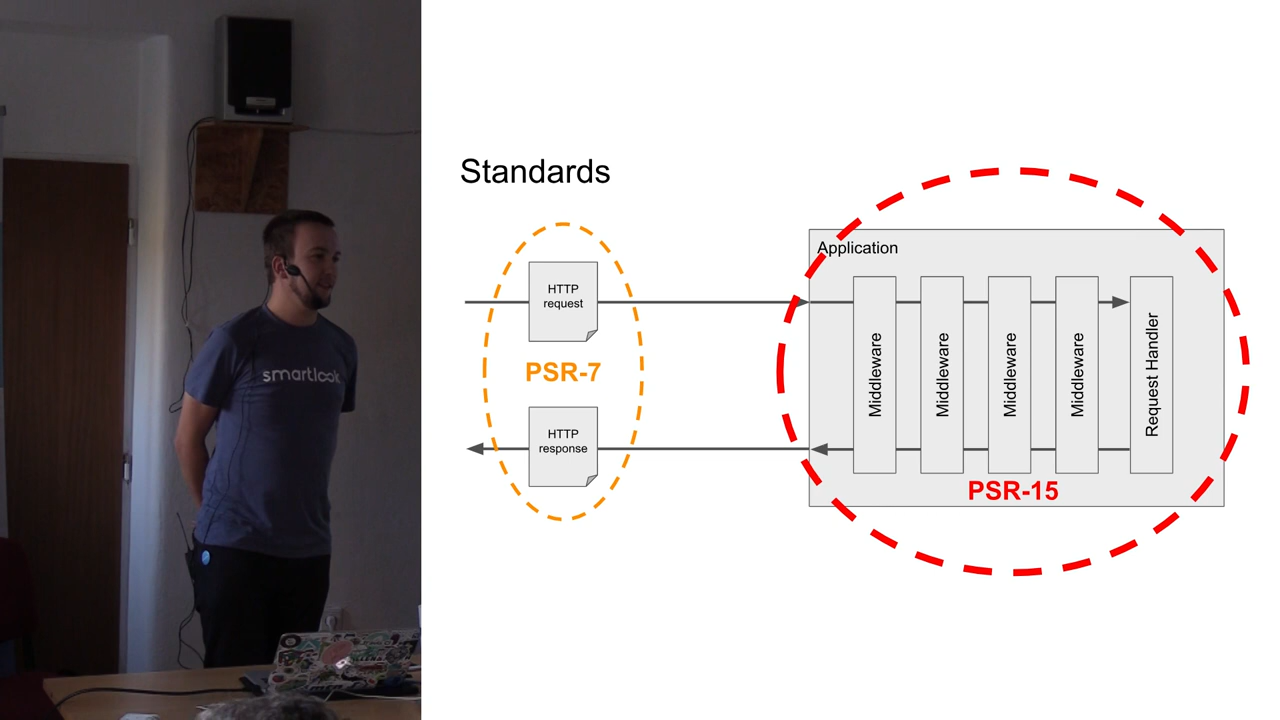 smartlook
Standards
HTTP
request
PSR-7
HTTP
response
Application
Middleware
Middleware
Middleware
Middleware
Request Handler
PSR-15